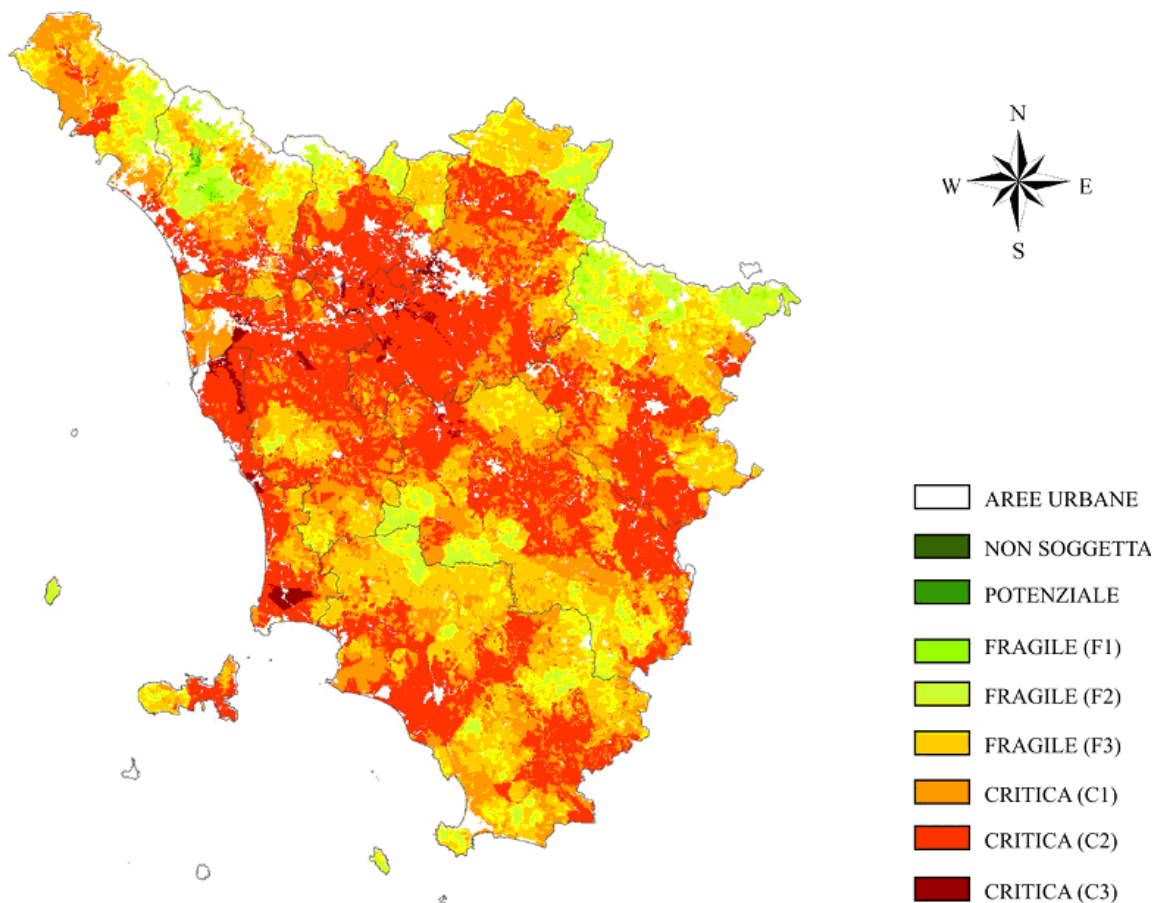 N
W E
S
AREE URBANE
NON SOGGETTA
POTENZIALE
FRAGILE (F1)
FRAGILE (F2)
FRAGILE (F3)
CRITICA (C1)
CRITICA (C2)
CRITICA (C3)